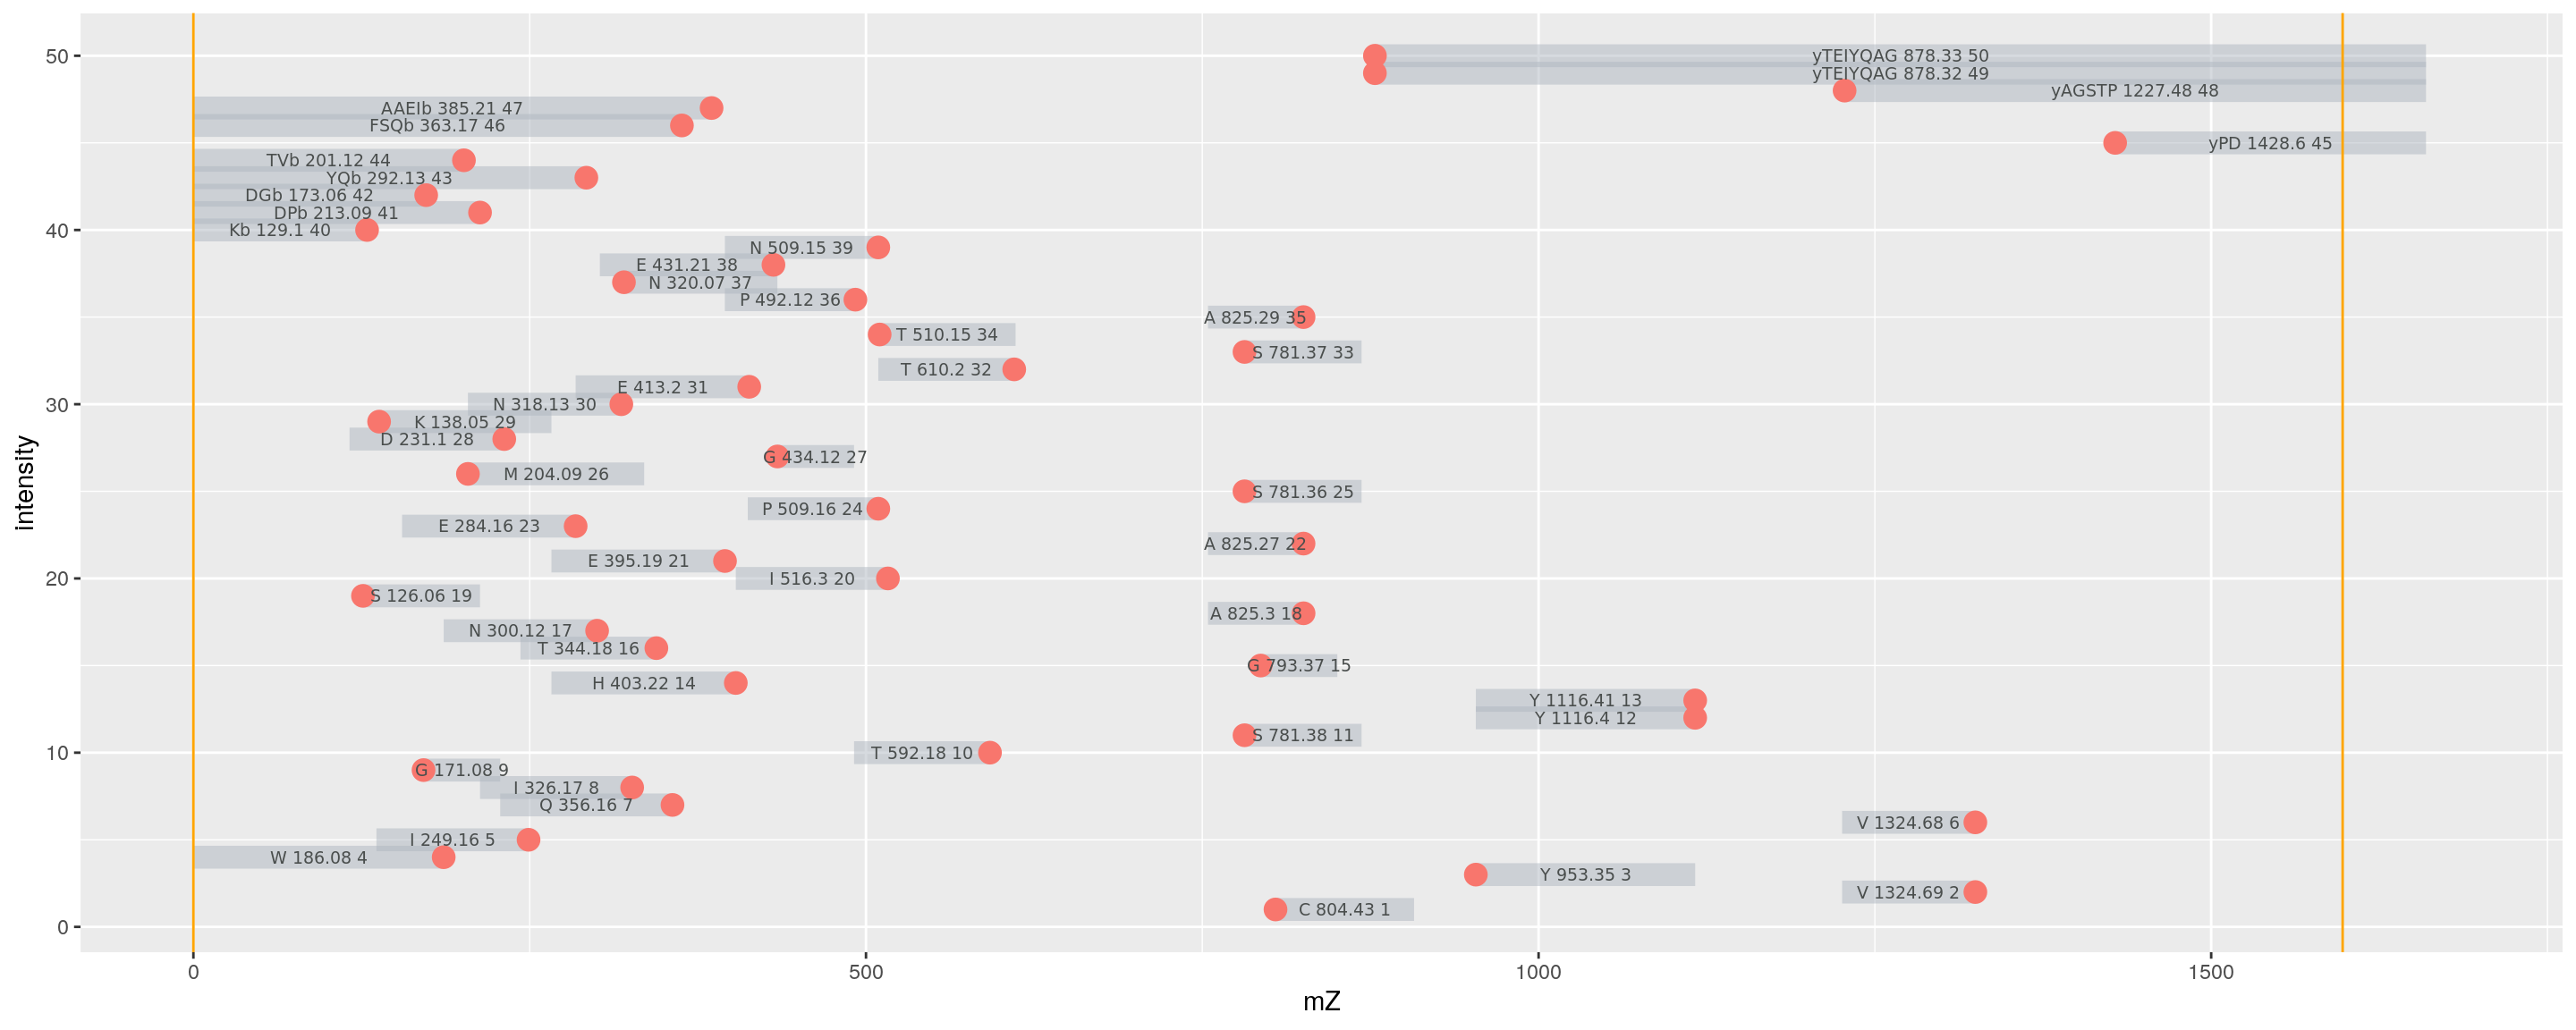 50
yTEIYQAG 878.33 50
yTEIYQAG 878.32 49
yAGSTP 1227.48 48
AAEIb 385.21 47
FSQb 363.17 46
yPD 1428.6 45
TVb 201.12 44
YQb 292.13 43
DGb 173.06 42
DPb 213.09 41
40
Kb 129.1 40
N 509.15 39
E 431.21 38
N 320.07 37
P 492.12 36
A 825.29 35
T 510.15 34
S 781.37 33
T 610.2 32
E 413.2 31
30
N 318.13 30
K 138.05 29
D 231.1 28
G 434.12 27
M 204.09 26
S 781.36 25
P 509.16 24
E 284.16 23
A 825.27 22
E 395.19 21
20
I 516.3 20
S 126.06 19
A 825.3 18
N 300.12 17
T 344.18 16
G 793.37 15
H 403.22 14
Y 1116.41 13
Y 1116.4 12
S 781.38 11
10
T 592.18 10
G 171.08 9
I 326.17 8
Q 356.16 7
V 1324.68 6
I 249.16 5
W 186.08 4
Y 953.35 3
V 1324.69 2
C 804.43 1
0
intensity
0 500 1000 1500
mZ